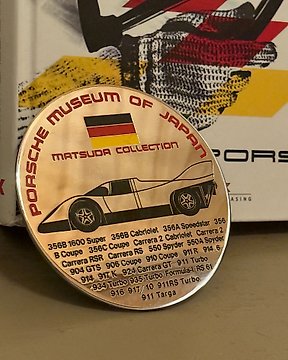 PORSCHE MUSEUM OF JAPAN
MATSUDA COLLECTION
356B 1600 Super 356B Cabriolet 356A Speedster 356
B Coupe 356C Coupe Carrera 2 Cabriolet Carrera 2
Carrera RSR Carrera RS 550 Spyder 550A Spyder
904 GTS 906 Coupe 910 Coupe 911 R 911 S
914 917 K 924 Carrera GT 911 Turbo
934 Turbo 935 Turbo Formula-I RS 61
916 917 10 911RS Turbo
911 Targa
PORS